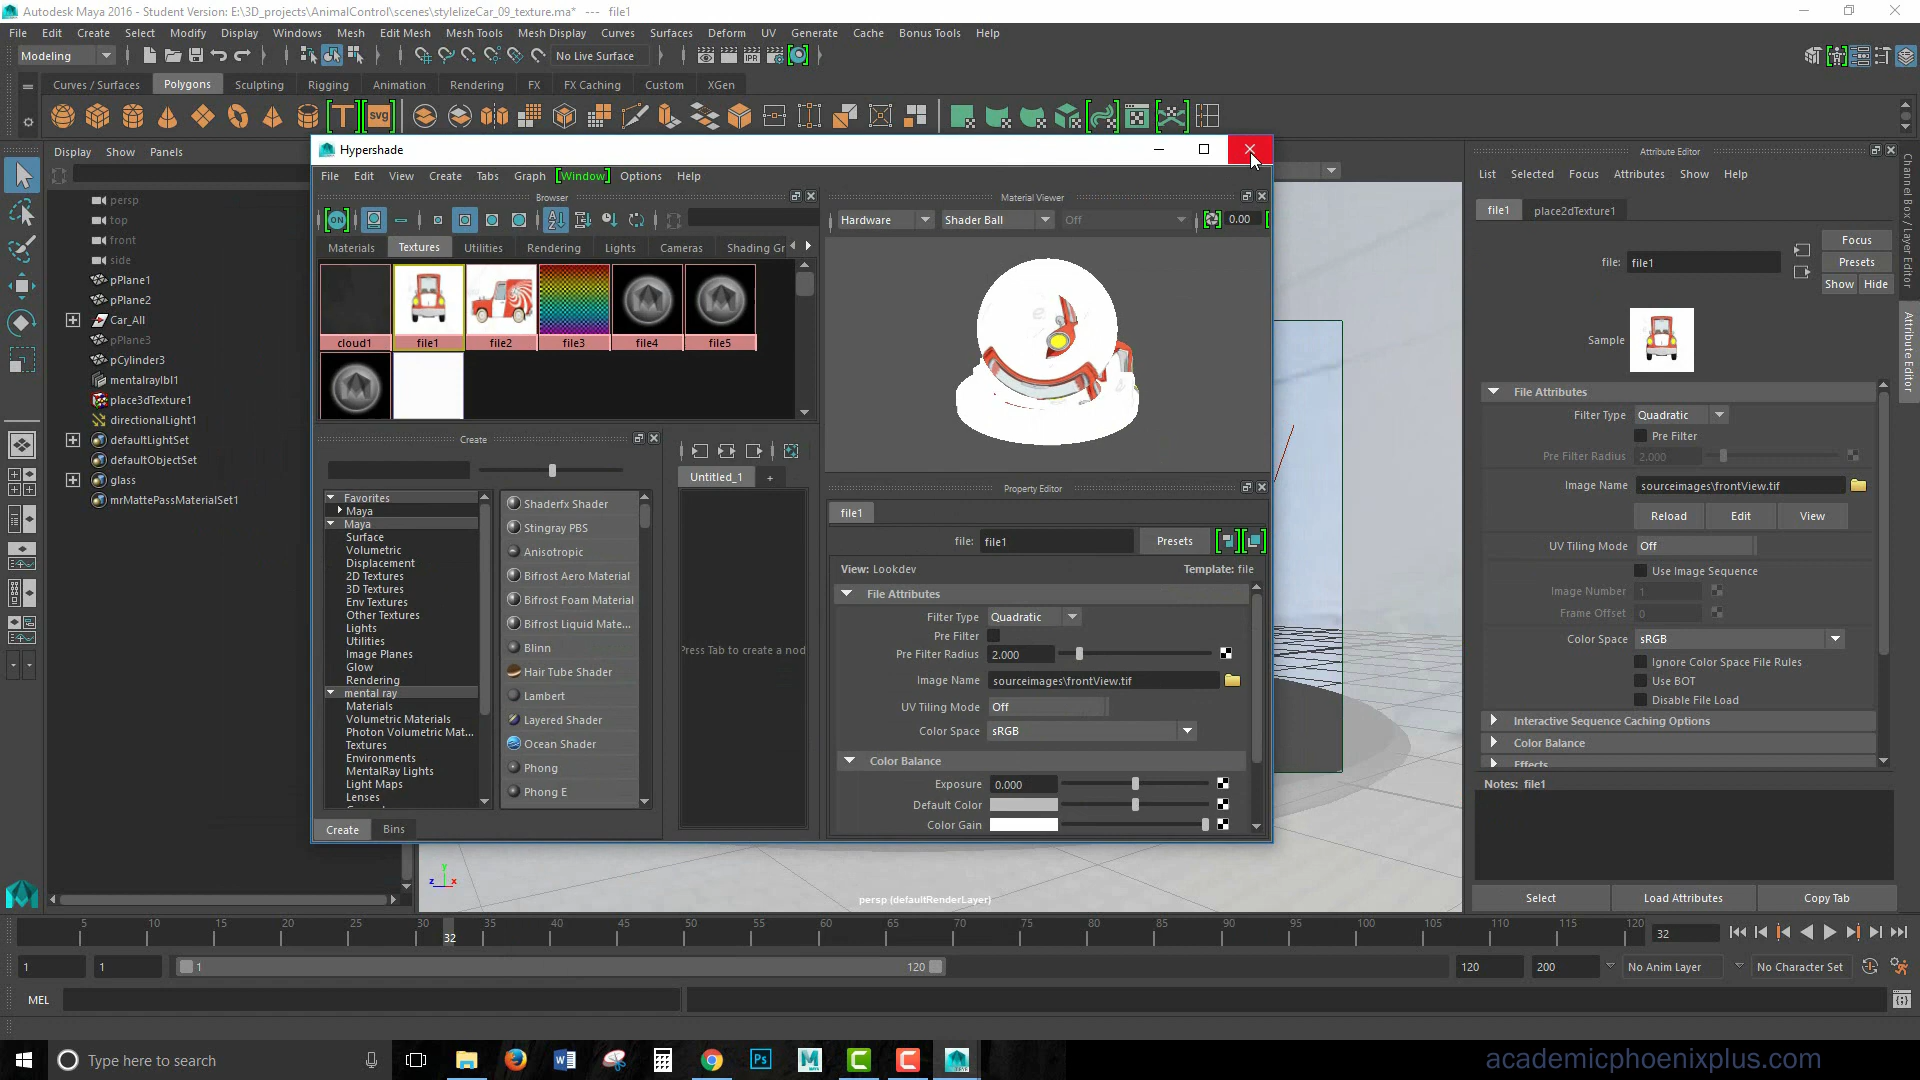 Autodesk Maya 2016 - Student Version: E:\3D_projects\AnimalControl\scenes\stylelizeCar_09_texture.ma* --- file1
File Edit Create Select Modify Display Windows Mesh Edit Mesh Mesh Tools Mesh Display Curves Surfaces Deform UV Generate Cache Bonus Tools Help
Modeling No Live Surface
Curves / Surfaces Polygons Sculpting Rigging Animation Rendering FX FX Caching Custom XGen
T svg
Display Show Panels
persp
top
front
side
pPlane1
pPlane2
Car_All
pPlane3
pCylinder3
mentalrayIbl1
place3dTexture1
directionalLight1
defaultLightSet
defaultObjectSet
glass
mrMattePassMaterialSet1
Hypershade
File Edit View Create Tabs Graph Window Options Help
Browser
ON
Materials Textures Utilities Rendering Lights Cameras Shading Gr
cloud1 file1 file2 file3 file4 file5
Create
Favorites
Maya
Maya
Surface
Volumetric
Displacement
2D Textures
3D Textures
Env Textures
Other Textures
Lights
Utilities
Image Planes
Glow
Rendering
mental ray
Materials
Volumetric Materials
Photon Volumetric Mat...
Textures
Environments
MentalRay Lights
Light Maps
Lenses
Shaderfx Shader
Stingray PBS
Anisotropic
Bifrost Aero Material
Bifrost Foam Material
Bifrost Liquid Mate...
Blinn
Hair Tube Shader
Lambert
Layered Shader
Ocean Shader
Phong
Phong E
Create Bins
Untitled_1 +
Press Tab to create a nod
Material Viewer
Hardware Shader Ball Off 0.00
Property Editor
file1
file: file1 Presets
View: Lookdev Template: file
File Attributes
Filter Type Quadratic
Pre Filter
Pre Filter Radius 2.000
Image Name sourceimages\frontView.tif
UV Tiling Mode Off
Color Space sRGB
Color Balance
Exposure 0.000
Default Color
Color Gain
y
z x
persp (defaultRenderLayer)
Attribute Editor
List Selected Focus Attributes Show Help
file1 place2dTexture1
Focus
file: file1 Presets
Show Hide
Sample
File Attributes
Filter Type Quadratic
Pre Filter
Pre Filter Radius 2.000
Image Name sourceimages\frontView.tif
Reload Edit View
UV Tiling Mode Off
Use Image Sequence
Image Number 1
Frame Offset 0
Color Space sRGB
Ignore Color Space File Rules
Use BOT
Disable File Load
Interactive Sequence Caching Options
Color Balance
Effects
Notes: file1
Select Load Attributes Copy Tab
Channel Box / Layer Editor
Attribute Editor
5 10 15 20 25 30 35 40 45 50 55 60 65 70 75 80 85 90 95 100 105 110 115 120
32 32
1 1 1 120 120 200 No Anim Layer No Character Set
MEL
Type here to search
academicphoenixplus.com